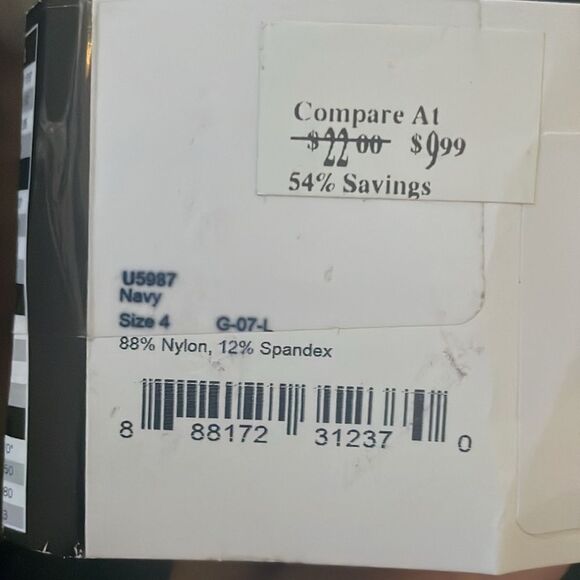 Compare At
$22.00 $9.99
54% Savings
U5987
Navy
Size 4 G-07-L
88% Nylon, 12% Spandex
8 88172 31237 0